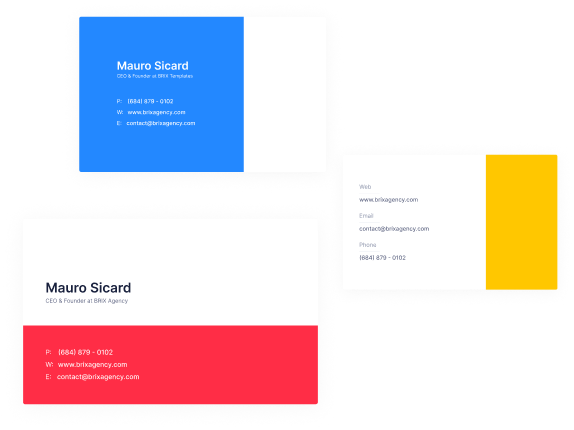 Mauro Sicard
CEO & Founder at BRIX Templates
P: (684) 879 - 0102
W: www.brixagency.com
E: contact@brixagency.com
Web
www.brixagency.com
Email
contact@brixagency.com
Phone
(684) 879 - 0102
Mauro Sicard
CEO & Founder at BRIX Agency
P: (684) 879 - 0102
W: www.brixagency.com
E: contact@brixagency.com